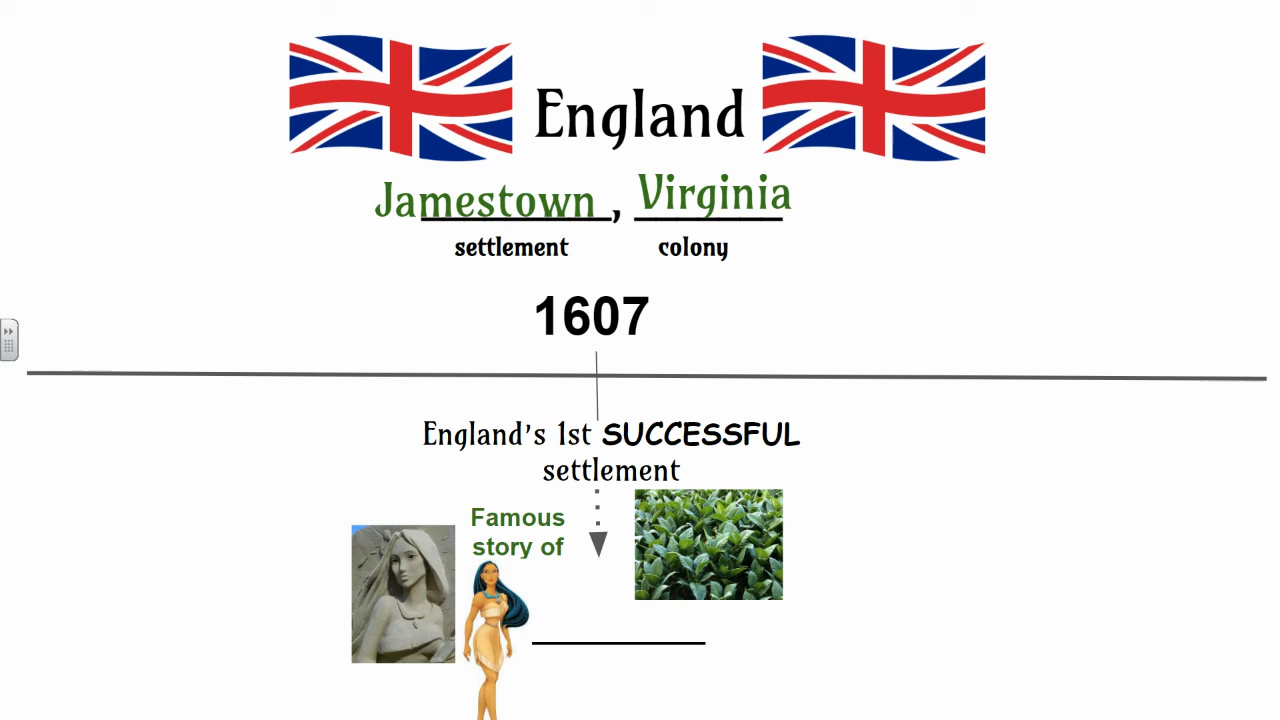 England
Jamestown , Virginia
settlement colony
1607
England's 1st SUCCESSFUL
settlement
Famous
story of